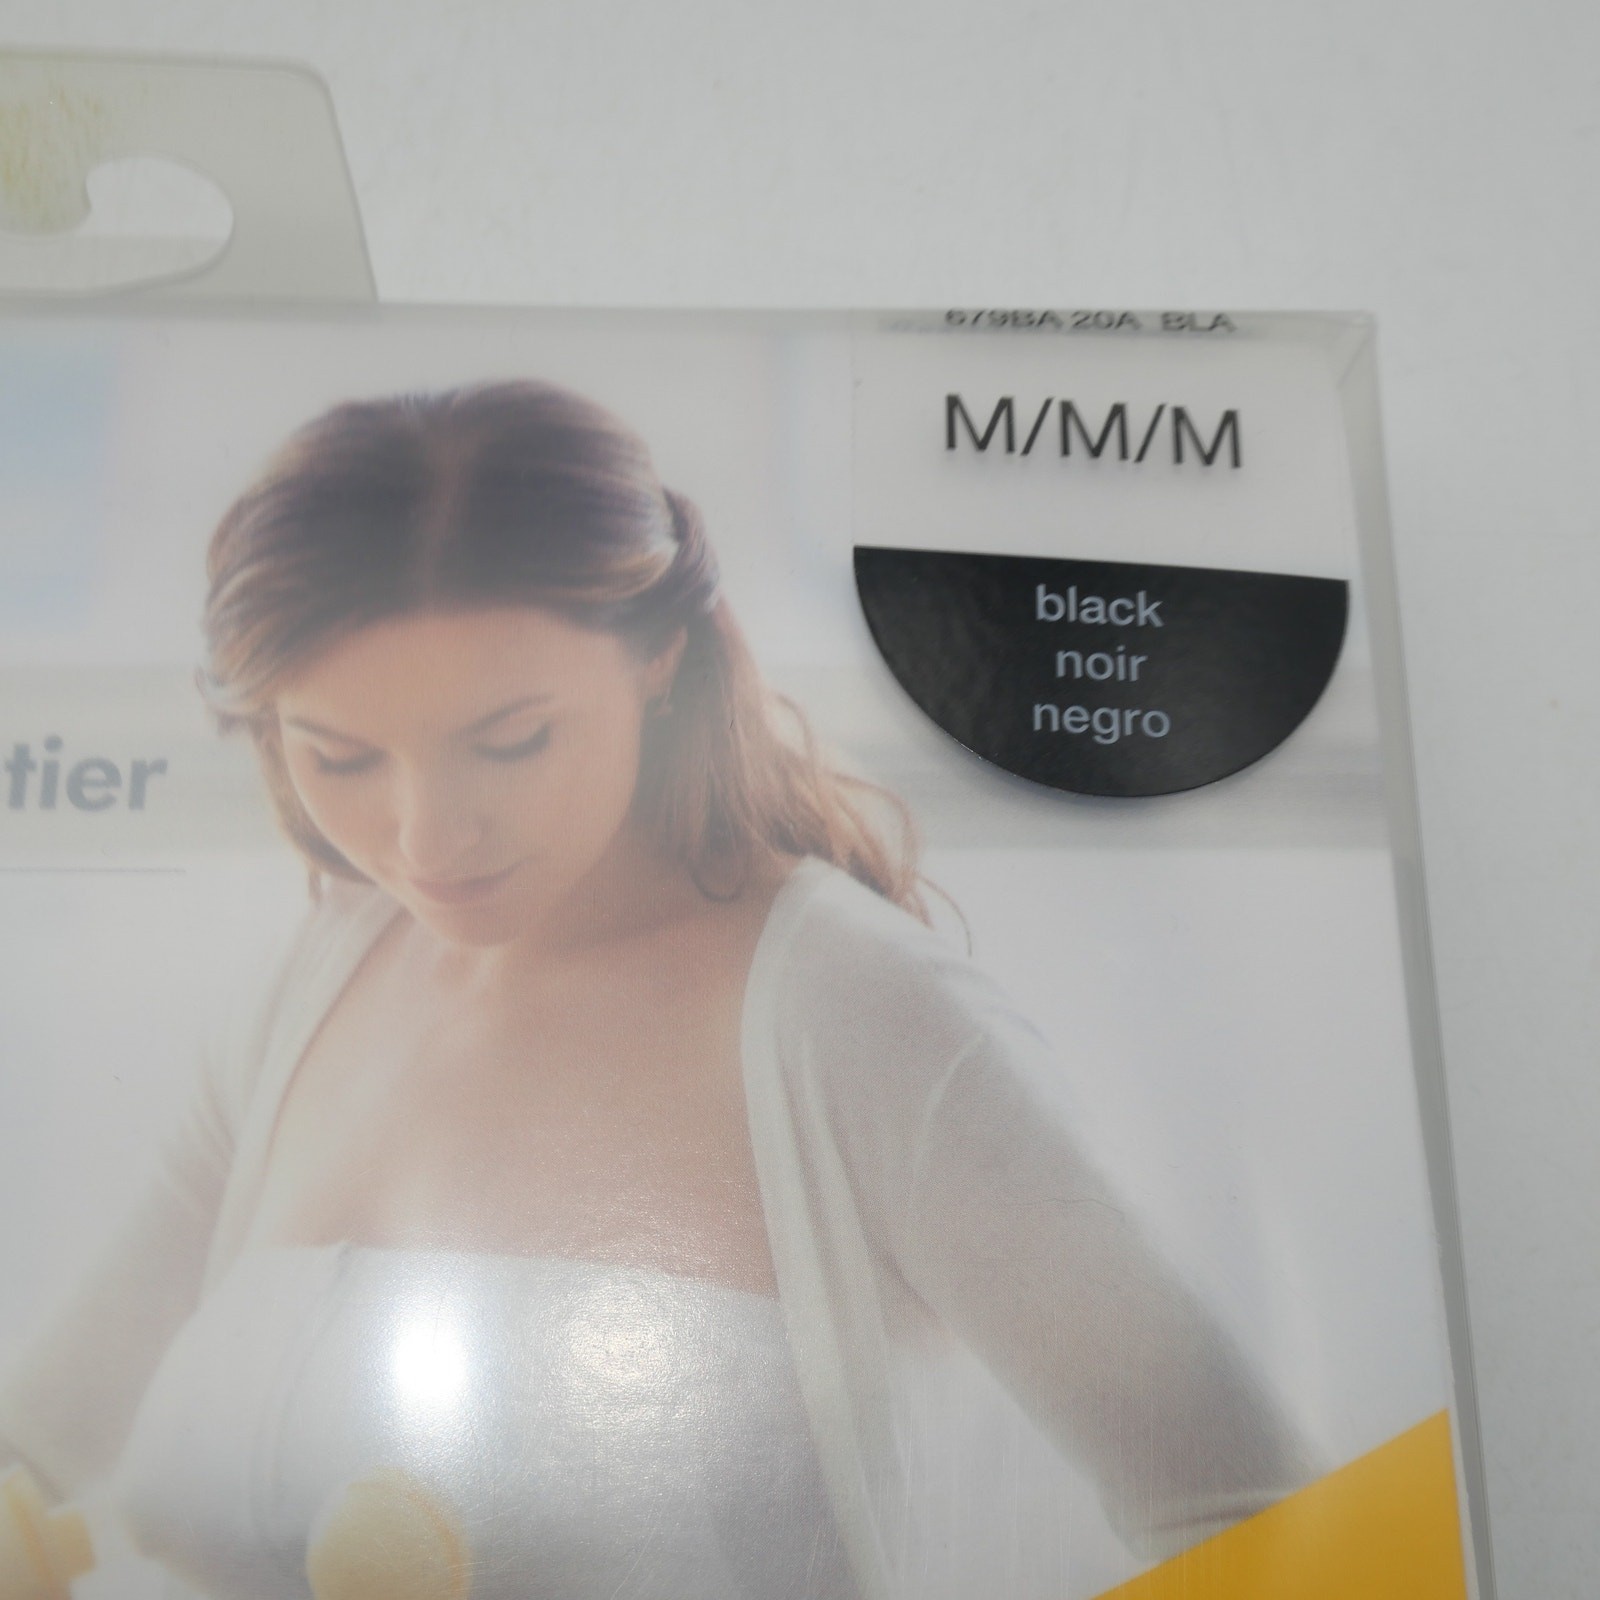 679BA 20A BLA
M/M/M
black
noir
negro
tier